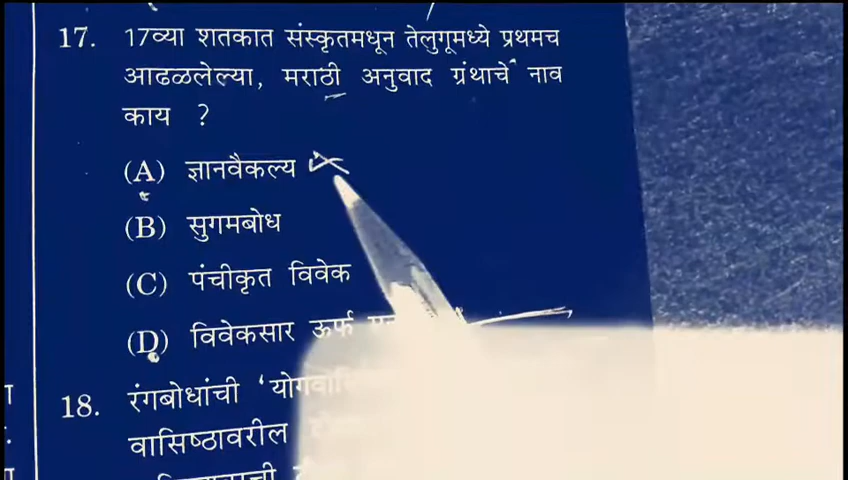 17. 17व्या शतकात संस्कृतमधून तेलुगूमध्ये प्रथमच
आढळलेल्या, मराठी अनुवाद ग्रंथाचे नाव
काय ?
(A) ज्ञानवैकल्य
(B) सुगमबोध
(C) पंचीकृत विवेक
(D) विवेकसार ऊर्फ
18. रंगबोधांची
वासिष्ठावरील